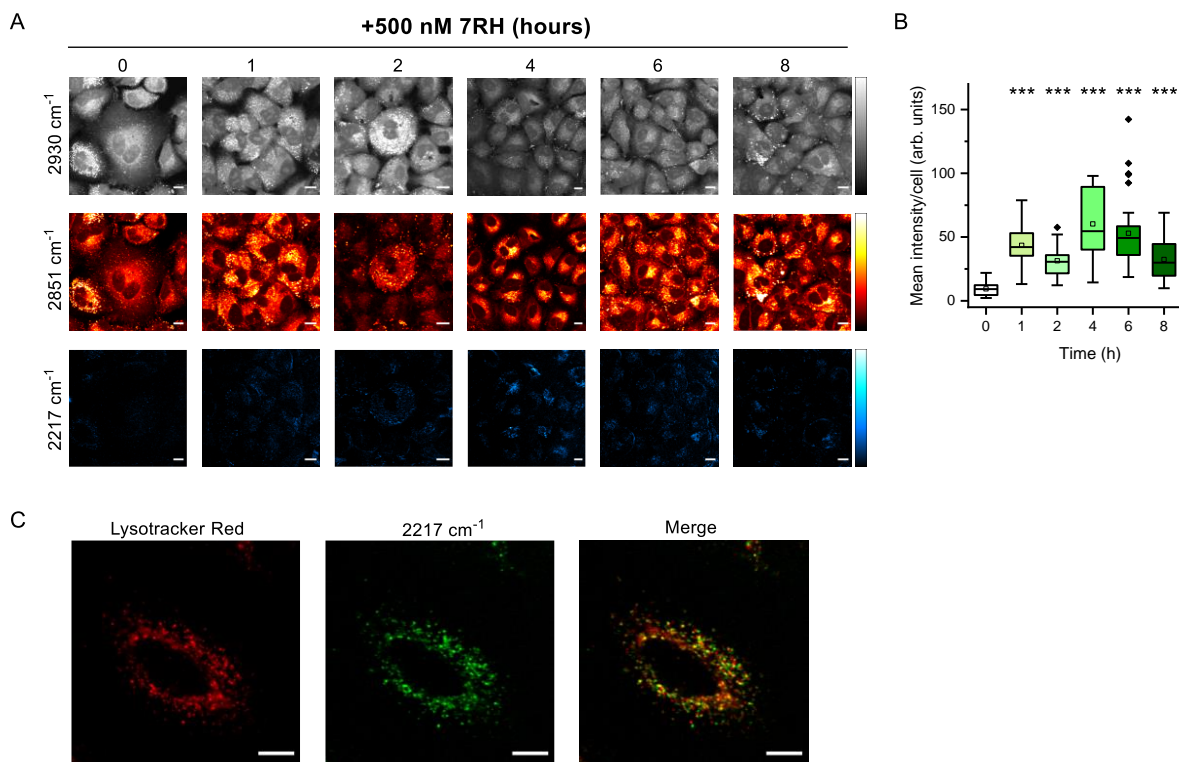 A
+500 nM 7RH (hours)
0 1 2 4 6 8
2930 cm⁻¹
2851 cm⁻¹
2217 cm⁻¹
B
Mean intensity/cell (arb. units)
150
100
50
0
*** *** *** *** ***
0 1 2 4 6 8
Time (h)
C
Lysotracker Red
2217 cm⁻¹
Merge